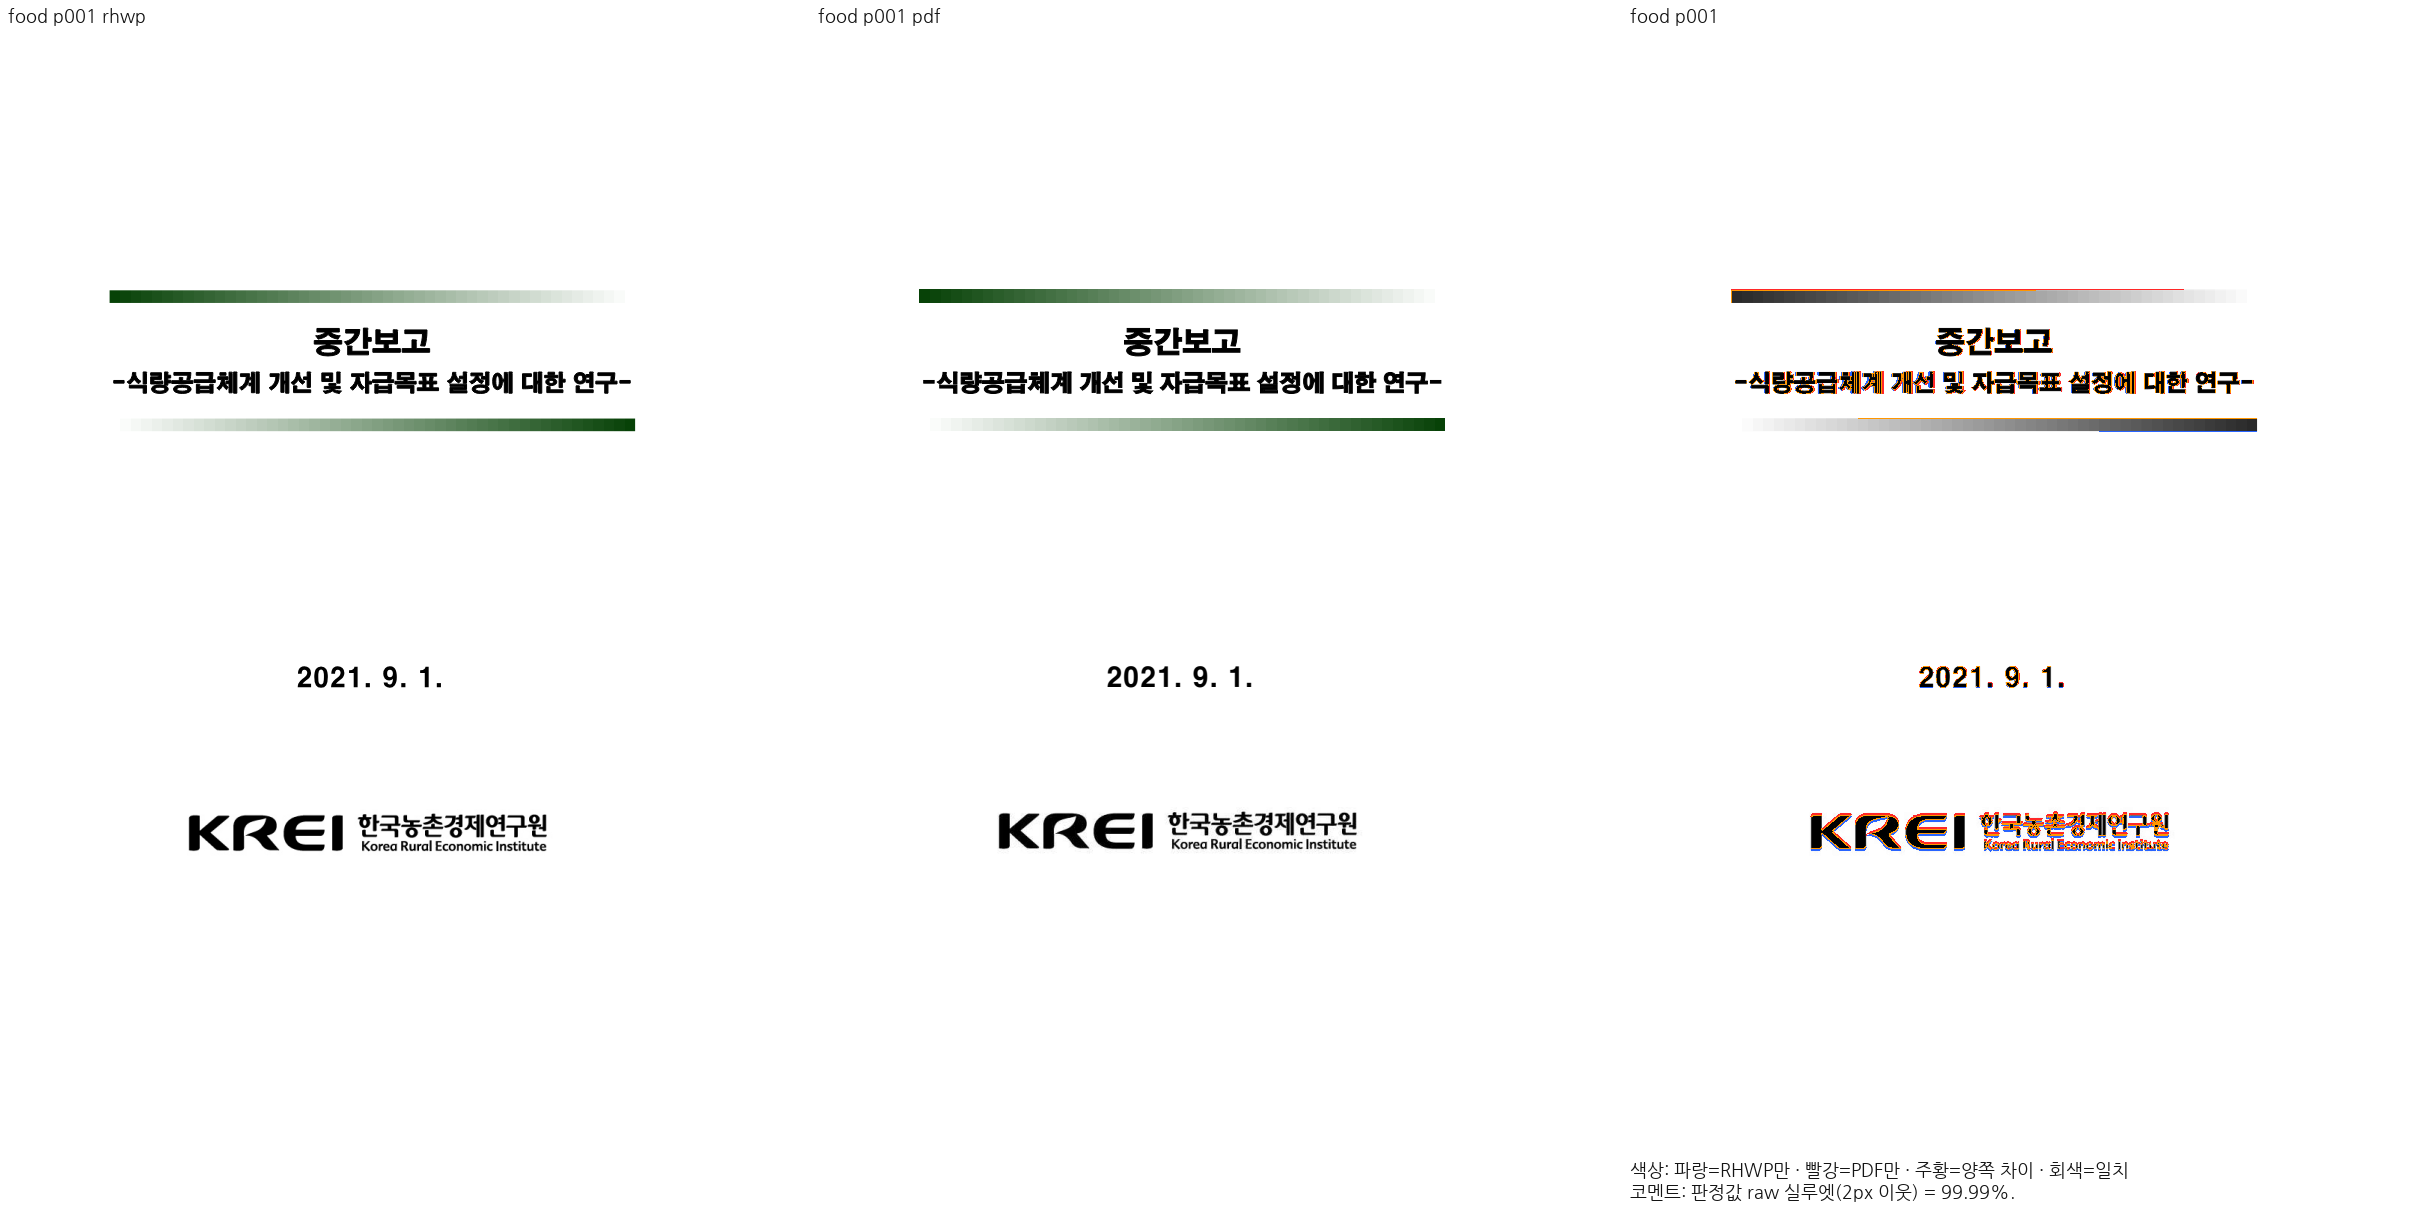 food p001 rhwp
중간보고
-식량공급체계 개선 및 자급목표 설정에 대한 연구-
2021. 9. 1.
KREI 한국농촌경제연구원
Korea Rural Economic Institute
food p001 pdf
중간보고
-식량공급체계 개선 및 자급목표 설정에 대한 연구-
2021. 9. 1.
KREI 한국농촌경제연구원
Korea Rural Economic Institute
food p001
중간보고
-식량공급체계 개선 및 자급목표 설정에 대한 연구-
2021. 9. 1.
KREI 한국농촌경제연구원
Korea Rural Economic Institute
색상: 파랑=RHWP만 · 빨강=PDF만 · 주황=양쪽 차이 · 회색=일치
코멘트: 판정값 raw 실루엣(2px 이웃) = 99.99%.